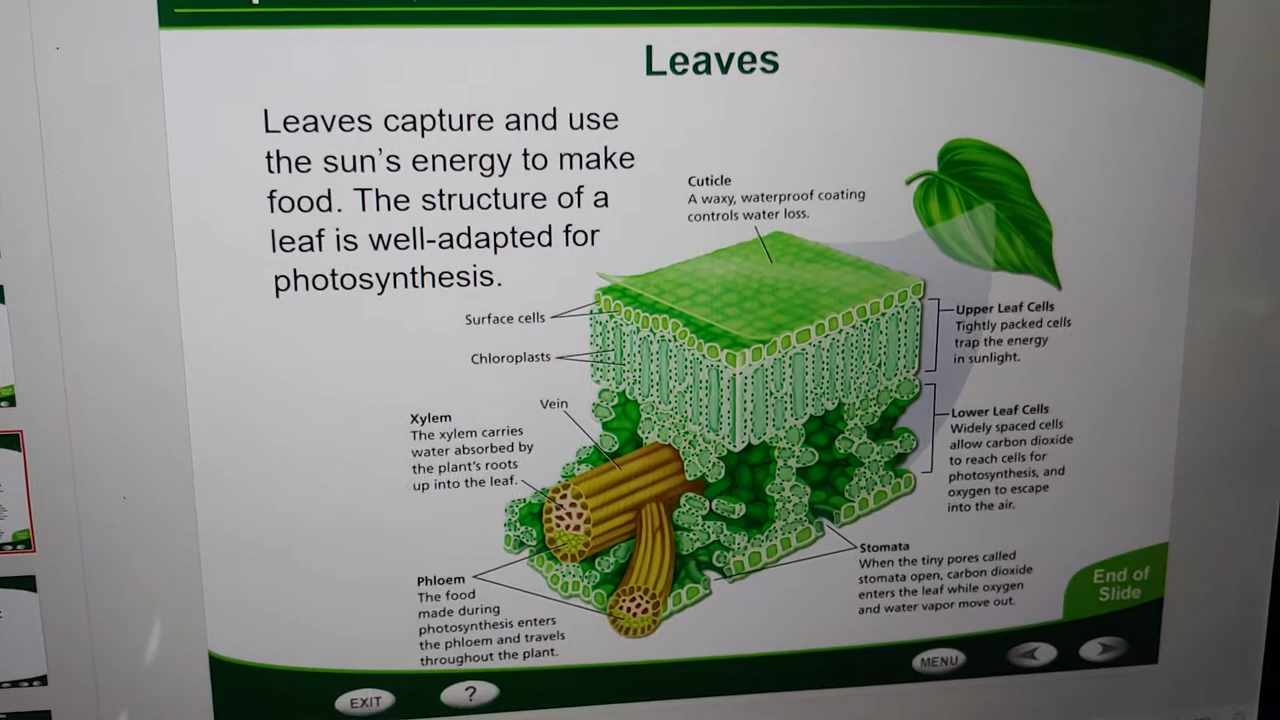 Leaves
Leaves capture and use
the sun's energy to make
food. The structure of a
leaf is well-adapted for
photosynthesis.
Cuticle
A waxy, waterproof coating
controls water loss.
Surface cells
Chloroplasts
Vein
Xylem
The xylem carries
water absorbed by
the plant's roots
up into the leaf.
Phloem
The food
made during
photosynthesis enters
the phloem and travels
throughout the plant.
Upper Leaf Cells
Tightly packed cells
trap the energy
in sunlight.
Lower Leaf Cells
Widely spaced cells
allow carbon dioxide
to reach cells for
photosynthesis, and
oxygen to escape
into the air.
Stomata
When the tiny pores called
stomata open, carbon dioxide
enters the leaf while oxygen
and water vapor move out.
End of
Slide
EXIT
?
MENU